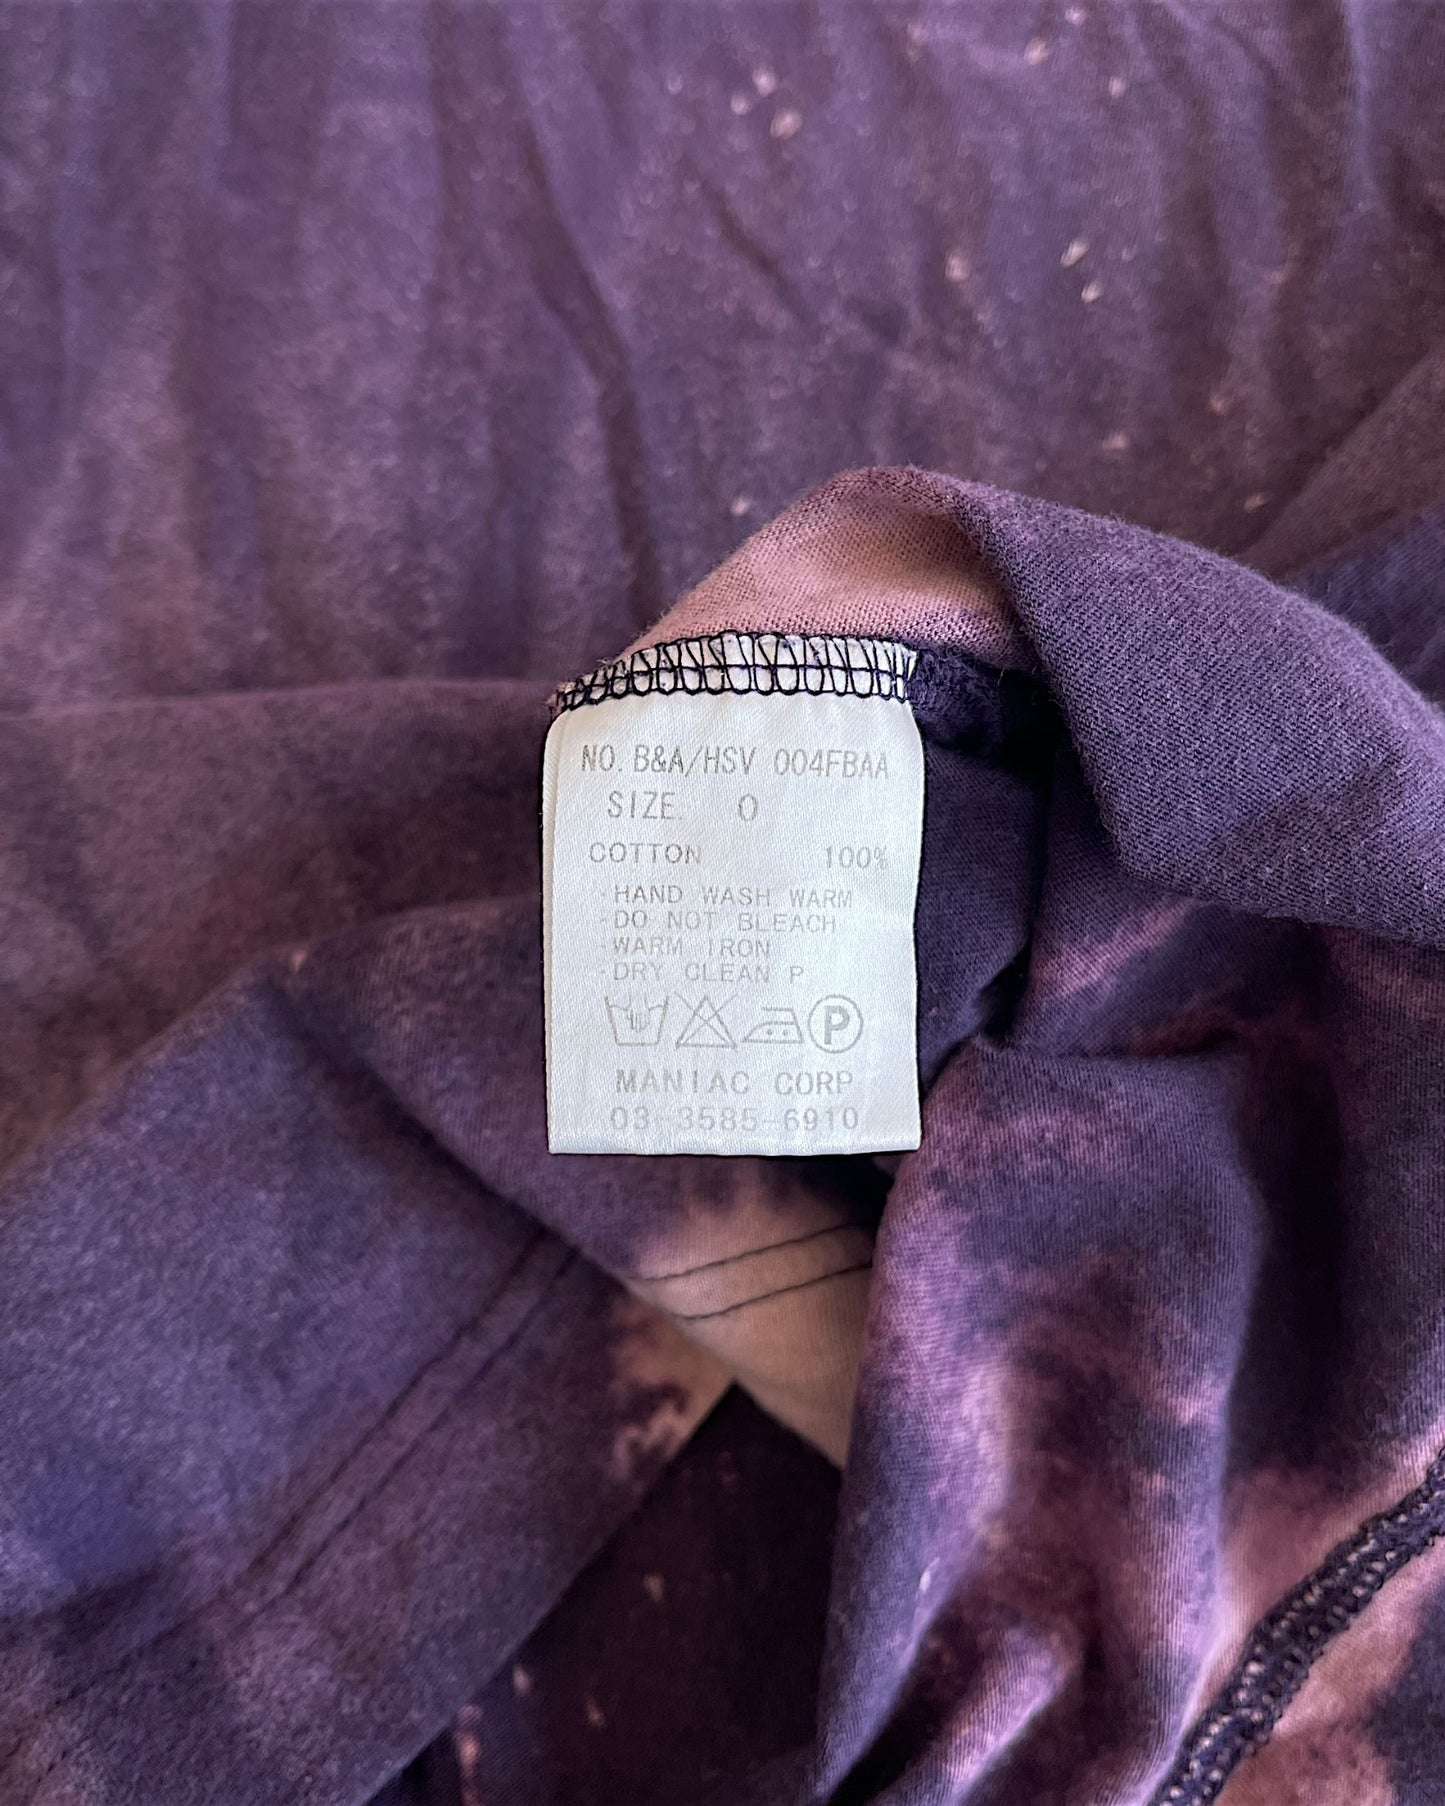 NO. B&A/HSV 004FBAA
SIZE. 0
COTTON 100%
·HAND WASH WARM
·DO NOT BLEACH
·WARM IRON
·DRY CLEAN P
P
MANIAC CORP
03-3585-6910